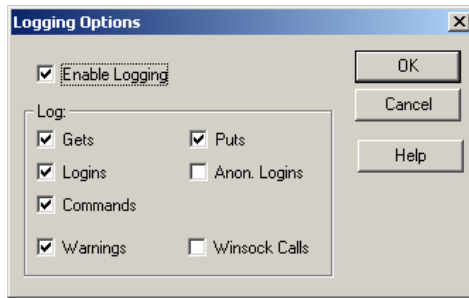 Logging Options
Enable Logging
OK
Cancel
Help
Log:
Gets
Puts
Logins
Anon. Logins
Commands
Warnings
Winsock Calls